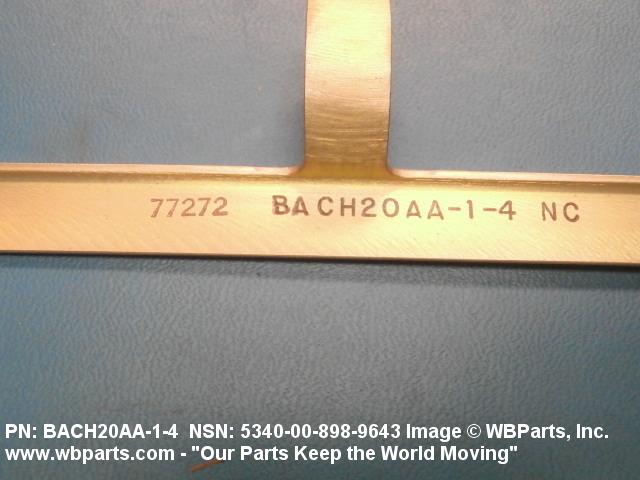 77272 BACH20AA-1-4 NC
PN: BACH20AA-1-4 NSN: 5340-00-898-9643 Image © WBParts, Inc.
www.wbparts.com - "Our Parts Keep the World Moving"